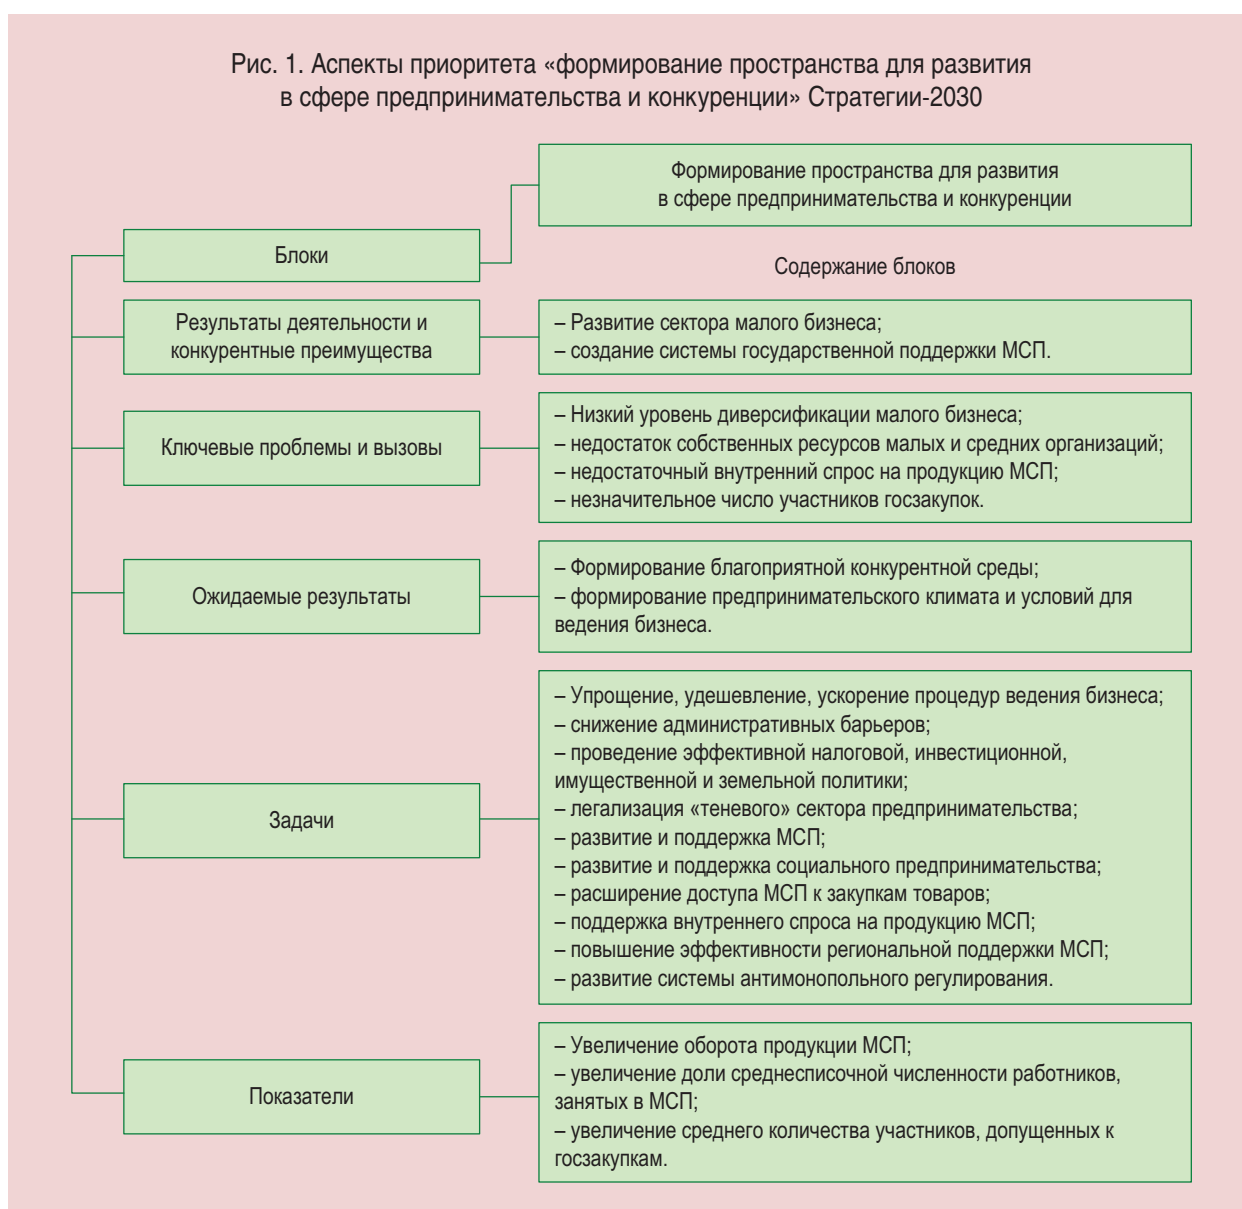 Рис. 1. Аспекты приоритета «формирование пространства для развития
в сфере предпринимательства и конкуренции» Стратегии-2030
Формирование пространства для развития
в сфере предпринимательства и конкуренции
Блоки
Содержание блоков
Результаты деятельности и
конкурентные преимущества
– Развитие сектора малого бизнеса;
– создание системы государственной поддержки МСП.
Ключевые проблемы и вызовы
– Низкий уровень диверсификации малого бизнеса;
– недостаток собственных ресурсов малых и средних организаций;
– недостаточный внутренний спрос на продукцию МСП;
– незначительное число участников госзакупок.
Ожидаемые результаты
– Формирование благоприятной конкурентной среды;
– формирование предпринимательского климата и условий для
ведения бизнеса.
Задачи
– Упрощение, удешевление, ускорение процедур ведения бизнеса;
– снижение административных барьеров;
– проведение эффективной налоговой, инвестиционной,
имущественной и земельной политики;
– легализация «теневого» сектора предпринимательства;
– развитие и поддержка МСП;
– развитие и поддержка социального предпринимательства;
– расширение доступа МСП к закупкам товаров;
– поддержка внутреннего спроса на продукцию МСП;
– повышение эффективности региональной поддержки МСП;
– развитие системы антимонопольного регулирования.
Показатели
– Увеличение оборота продукции МСП;
– увеличение доли среднесписочной численности работников,
занятых в МСП;
– увеличение среднего количества участников, допущенных к
госзакупкам.